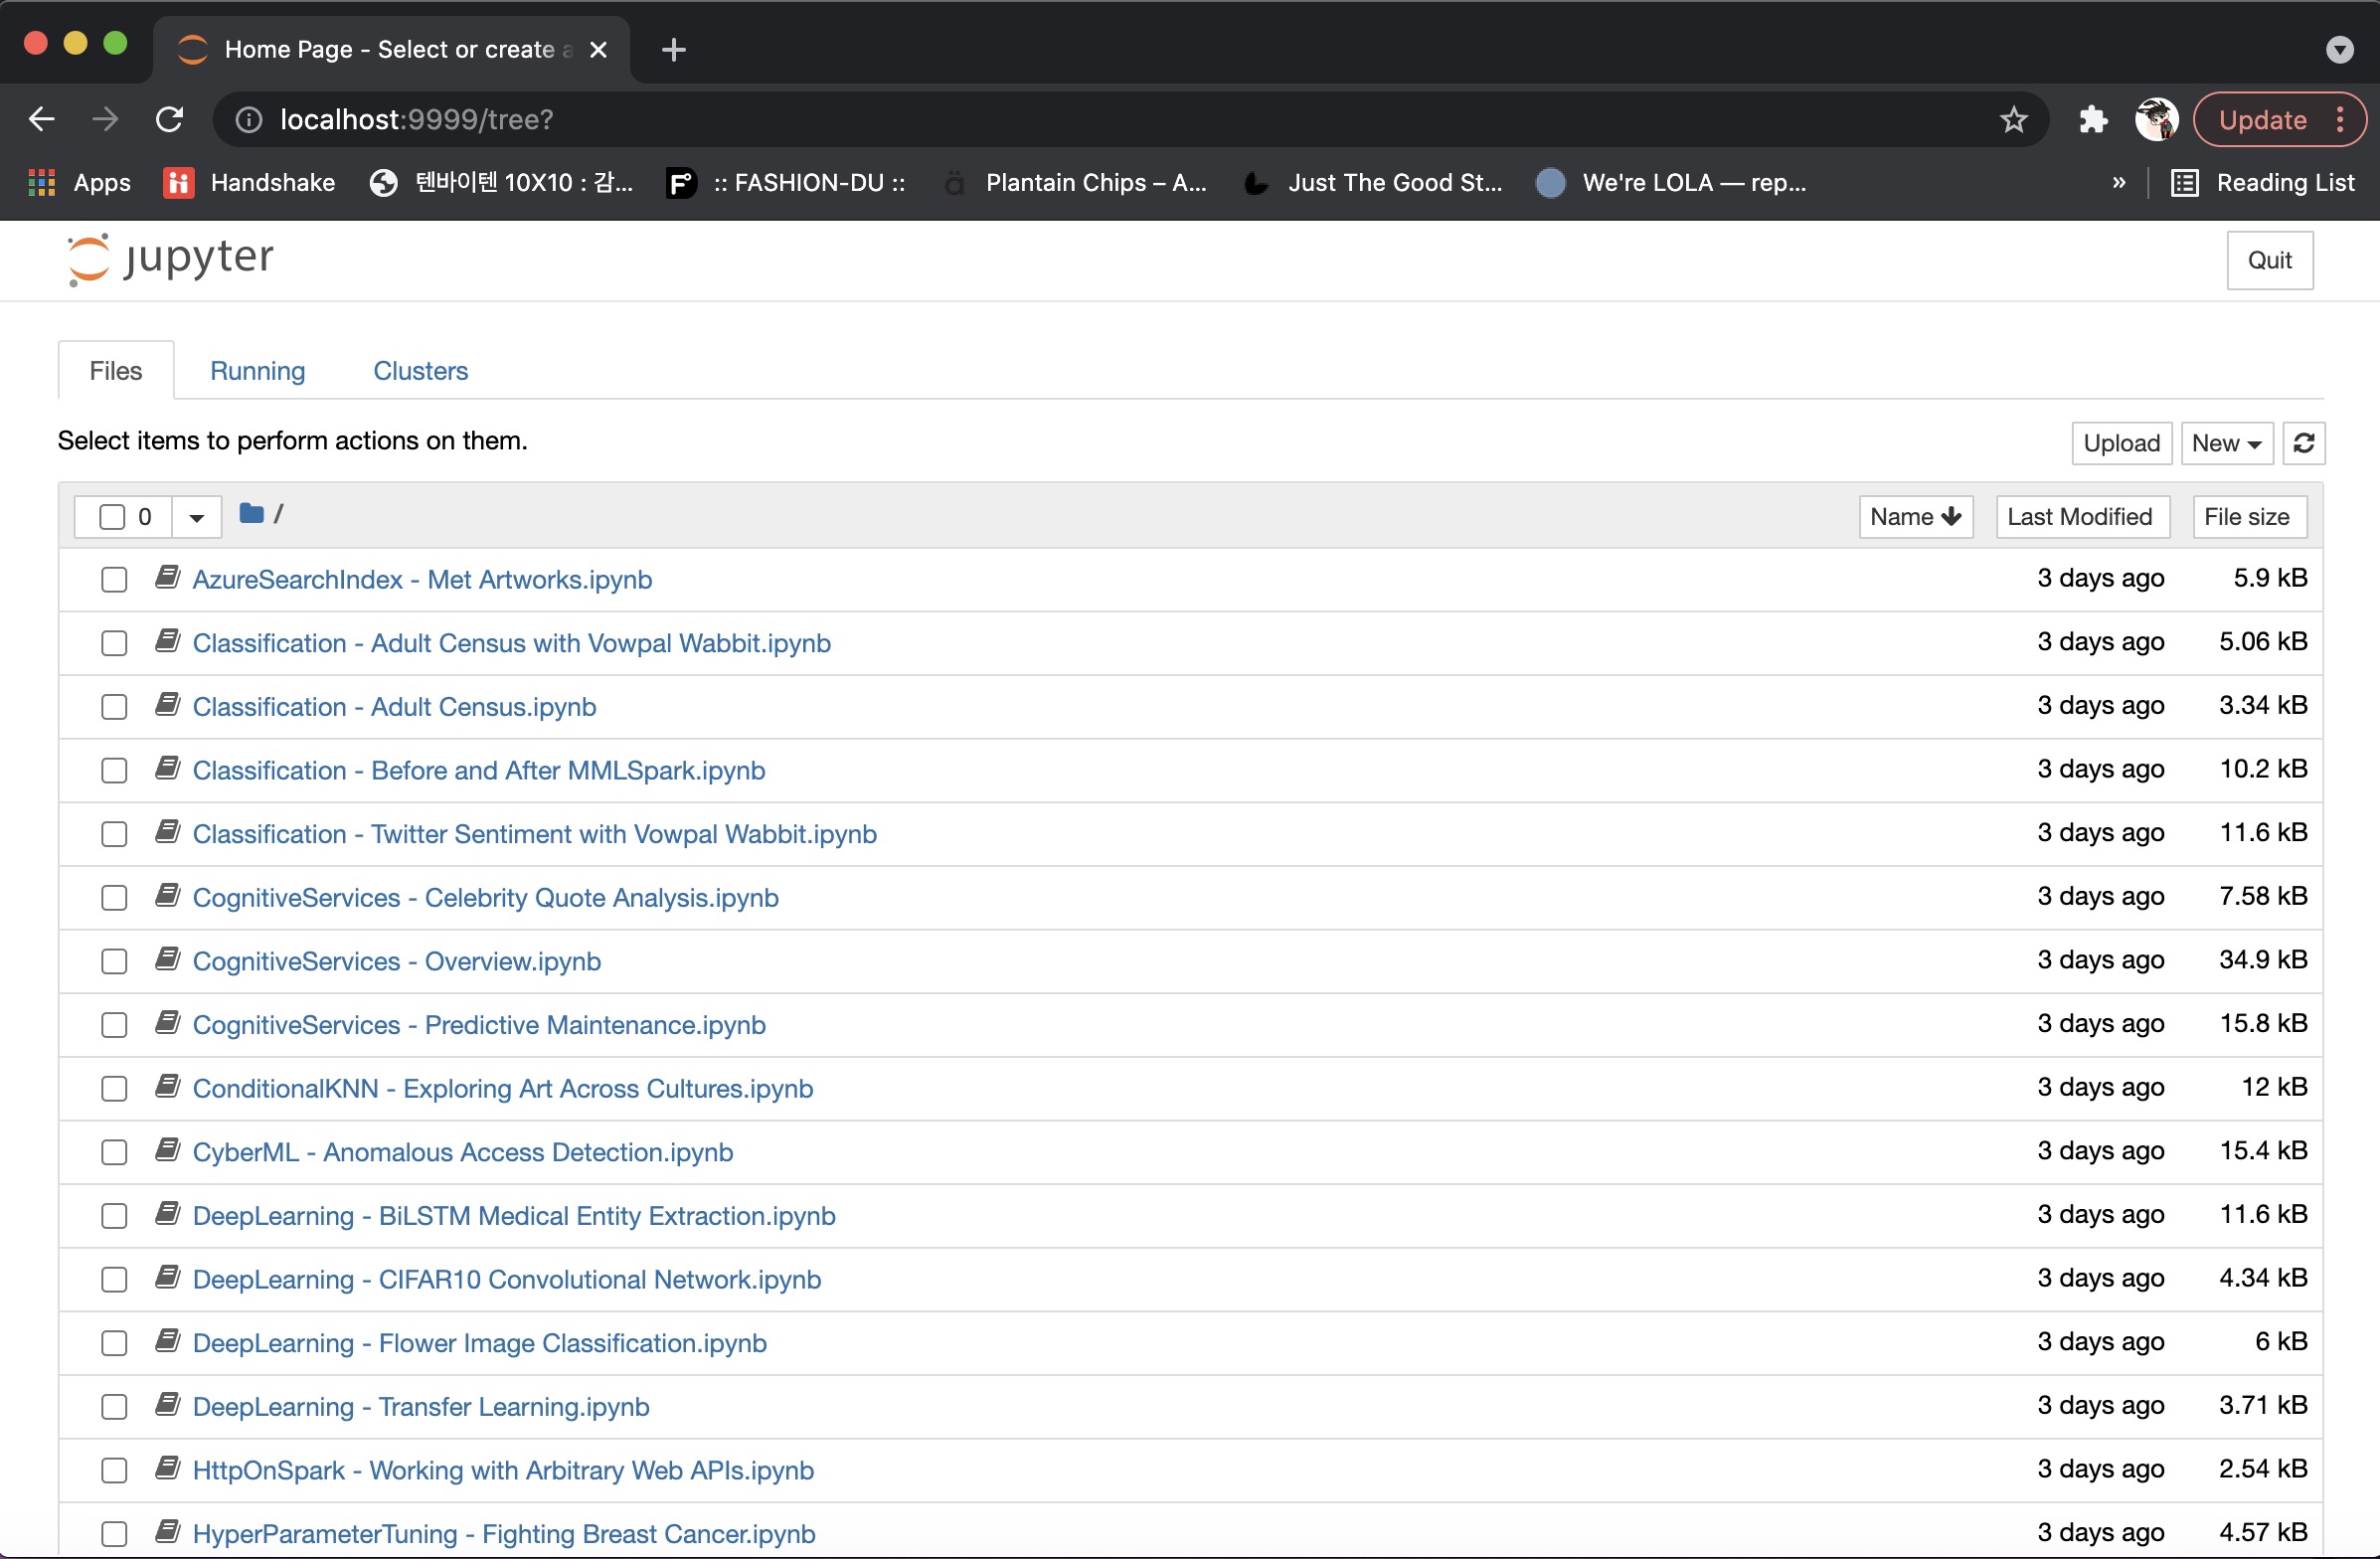 Home Page - Select or create a
localhost:9999/tree?
Update
Apps
Handshake
텐바이텐 10X10 : 감...
F :: FASHION-DU ::
ä Plantain Chips – A...
Just The Good St...
We're LOLA — rep...
»
Reading List
jupyter
Quit
Files Running Clusters
Select items to perform actions on them.
Upload New
0 / Name Last Modified File size
AzureSearchIndex - Met Artworks.ipynb 3 days ago 5.9 kB
Classification - Adult Census with Vowpal Wabbit.ipynb 3 days ago 5.06 kB
Classification - Adult Census.ipynb 3 days ago 3.34 kB
Classification - Before and After MMLSpark.ipynb 3 days ago 10.2 kB
Classification - Twitter Sentiment with Vowpal Wabbit.ipynb 3 days ago 11.6 kB
CognitiveServices - Celebrity Quote Analysis.ipynb 3 days ago 7.58 kB
CognitiveServices - Overview.ipynb 3 days ago 34.9 kB
CognitiveServices - Predictive Maintenance.ipynb 3 days ago 15.8 kB
ConditionalKNN - Exploring Art Across Cultures.ipynb 3 days ago 12 kB
CyberML - Anomalous Access Detection.ipynb 3 days ago 15.4 kB
DeepLearning - BiLSTM Medical Entity Extraction.ipynb 3 days ago 11.6 kB
DeepLearning - CIFAR10 Convolutional Network.ipynb 3 days ago 4.34 kB
DeepLearning - Flower Image Classification.ipynb 3 days ago 6 kB
DeepLearning - Transfer Learning.ipynb 3 days ago 3.71 kB
HttpOnSpark - Working with Arbitrary Web APIs.ipynb 3 days ago 2.54 kB
HyperParameterTuning - Fighting Breast Cancer.ipynb 3 days ago 4.57 kB